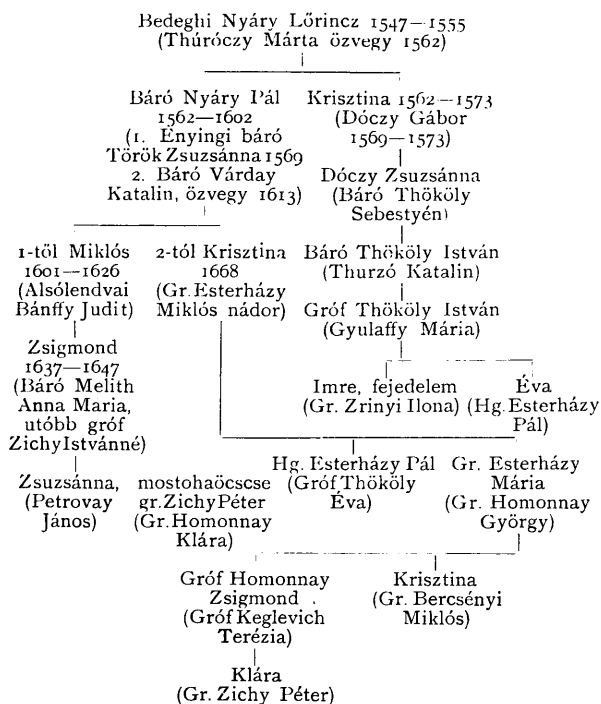 Bedeghi Nyáry Lőrincz 1547—1555
(Thúróczy Márta özvegy 1562)
Báró Nyáry Pál
1562—1602
(1. Enyingi báró
Török Zsuzsánna 1569
2. Báró Várday
Katalin, özvegy 1613)
Krisztina 1562—1573
(Dóczy Gábor
1569—1573)
Dóczy Zsuzsánna
(Báró Thököly
Sebestyén)
1-től Miklós
1601—1626
(Alsólendvai
Bánffy Judit)
2-tól Krisztina
1668
(Gr. Esterházy
Miklós nádor)
Báró Thököly István
(Thurzó Katalin)
Gróf Thököly István
(Gyulaffy Mária)
Zsigmond
1637—1647
(Báró Melith
Anna Maria,
utóbb gróf
Zichy Istvánné)
Imre, fejedelem
(Gr. Zrinyi Ilona)
Éva
(Hg. Esterházy
Pál)
Zsuzsánna,
(Petrovay
János)
mostohaöcscse
gr. Zichy Péter
(Gr. Homonnay
Klára)
Hg. Esterházy Pál
(Gróf Thököly
Éva)
Gr. Esterházy
Mária
(Gr. Homonnay
György)
Gróf Homonnay
Zsigmond
(Gróf Keglevich
Terézia)
Krisztina
(Gr. Bercsényi
Miklós)
Klára
(Gr. Zichy Péter)